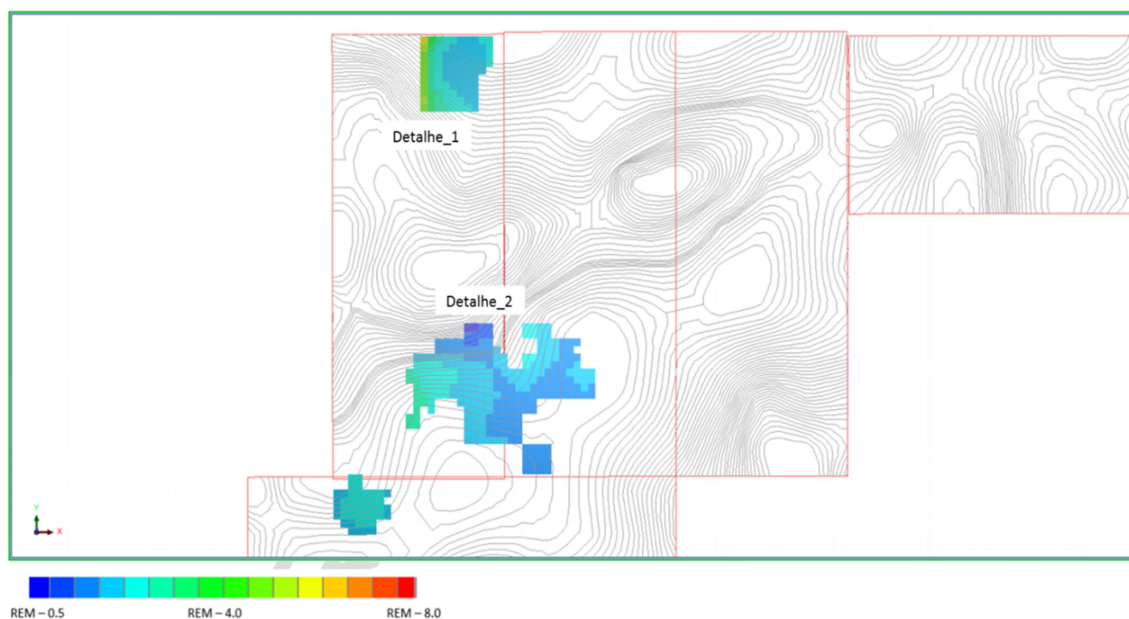 Detalhe_1
Detalhe_2
Y
X
REM – 0.5 REM – 4.0 REM – 8.0